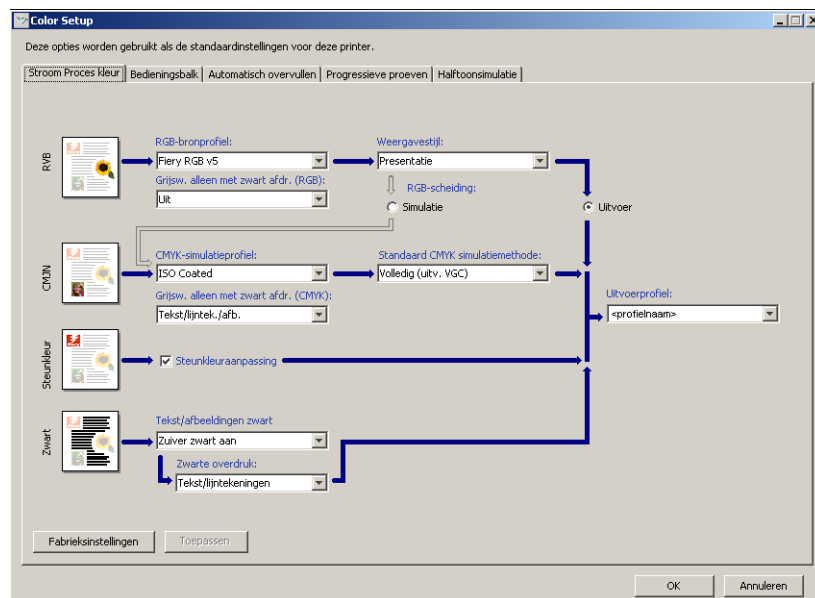 Color Setup
Deze opties worden gebruikt als de standaardinstellingen voor deze printer.
Stroom Proces kleur Bedieningsbalk Automatisch overvullen Progressieve proeven Halftoonsimulatie
RVB
RGB-bronprofiel:
Fiery RGB v5
Grijsw. alleen met zwart afdr. (RGB):
Uit
Weergavestijl:
Presentatie
RGB-scheiding:
Simulatie
Uitvoer
CMJN
CMYK-simulatieprofiel:
ISO Coated
Grijsw. alleen met zwart afdr. (CMYK):
Tekst/lijntek./afb.
Standaard CMYK simulatiemethode:
Volledig (uitv. VGC)
Uitvoerprofiel:
<profielnaam>
Steunkleur
Steunkleuraanpassing
Zwart
Tekst/afbeeldingen zwart
Zuiver zwart aan
Zwarte overdruk:
Tekst/lijntekeningen
Fabrieksinstellingen
Toepassen
OK
Annuleren